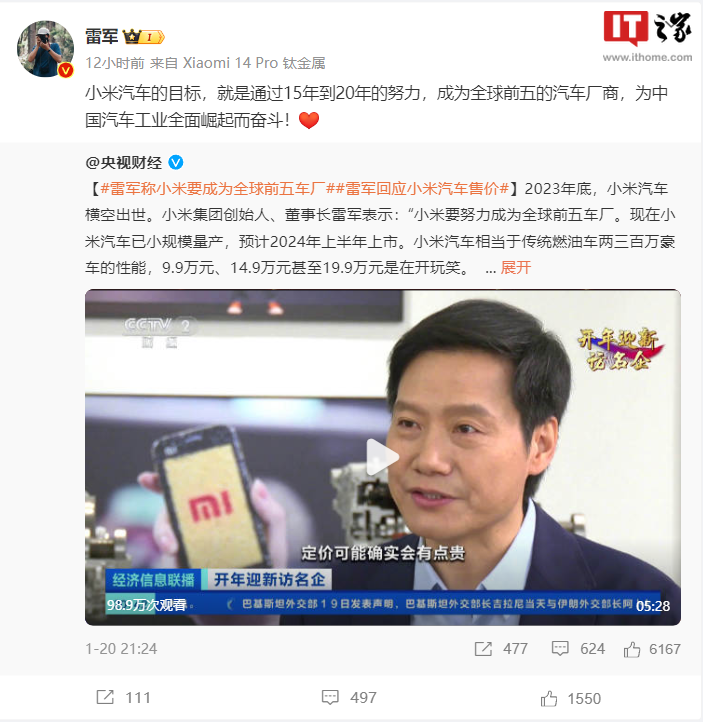 雷军
IT之家
www.ithome.com
12小时前 来自 Xiaomi 14 Pro 钛金属
小米汽车的目标，就是通过15年到20年的努力，成为全球前五的汽车厂商，为中
国汽车工业全面崛起而奋斗！❤️
@央视财经
【#雷军称小米要成为全球前五车厂##雷军回应小米汽车售价#】2023年底，小米汽车
横空出世。小米集团创始人、董事长雷军表示：“小米要努力成为全球前五车厂。现在小
米汽车已小规模量产，预计2024年上半年上市。小米汽车相当于传统燃油车两三百万豪
车的性能，9.9万元、14.9万元甚至19.9万元是在开玩笑。 ... 展开
CCTV 2
财经
开年迎新
访名企
MI
定价可能确实会有点贵
经济信息联播 开年迎新访名企
98.9万次观看
巴基斯坦外交部19日发表声明，巴基斯坦外交部长吉拉尼当天与伊朗外交部长阿
05:28
1-20 21:24
477 624 6167
111 497 1550